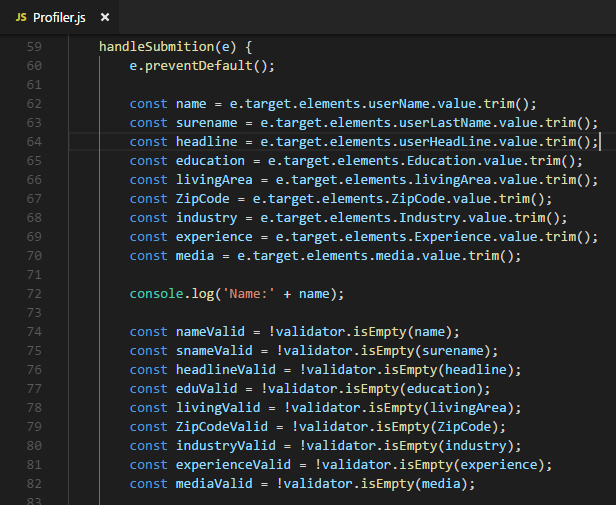 JS Profiler.js ×
59 handleSubmition(e) {
60 e.preventDefault();
61
62 const name = e.target.elements.userName.value.trim();
63 const surename = e.target.elements.userLastName.value.trim();
64 const headline = e.target.elements.userHeadLine.value.trim();
65 const education = e.target.elements.Education.value.trim();
66 const livingArea = e.target.elements.livingArea.value.trim();
67 const ZipCode = e.target.elements.ZipCode.value.trim();
68 const industry = e.target.elements.Industry.value.trim();
69 const experience = e.target.elements.Experience.value.trim();
70 const media = e.target.elements.media.value.trim();
71
72 console.log('Name:' + name);
73
74 const nameValid = !validator.isEmpty(name);
75 const snameValid = !validator.isEmpty(surename);
76 const headlineValid = !validator.isEmpty(headline);
77 const eduValid = !validator.isEmpty(education);
78 const livingValid = !validator.isEmpty(livingArea);
79 const ZipCodeValid = !validator.isEmpty(ZipCode);
80 const industryValid = !validator.isEmpty(industry);
81 const experienceValid = !validator.isEmpty(experience);
82 const mediaValid = !validator.isEmpty(media);
83